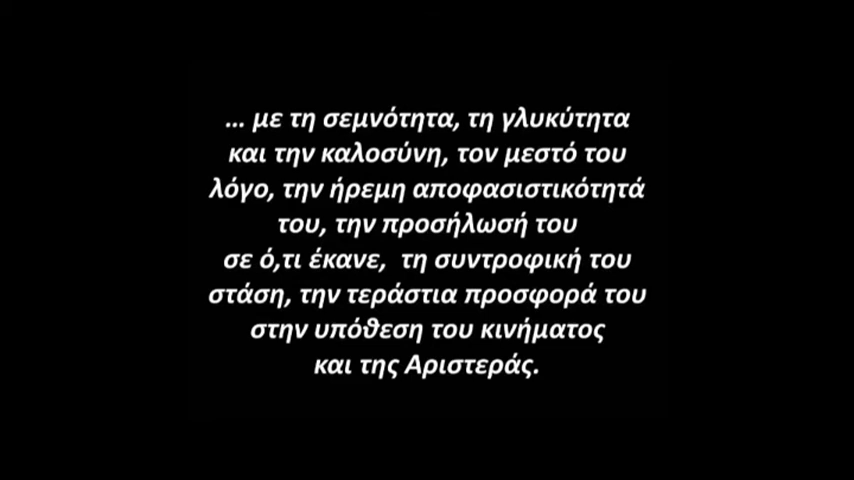 ... με τη σεμνότητα, τη γλυκύτητα
και την καλοσύνη, τον μεστό του
λόγο, την ήρεμη αποφασιστικότητά
του, την προσήλωσή του
σε ό,τι έκανε, τη συντροφική του
στάση, την τεράστια προσφορά του
στην υπόθεση του κινήματος
και της Αριστεράς.